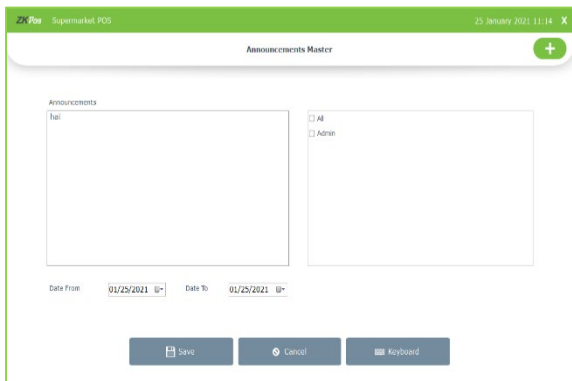 ZKPos Supermarket POS 25 January 2021 11:14 X
Announcements Master
Announcements
hai
All
Admin
Date From 01/25/2021 Date To 01/25/2021
Save Cancel Keyboard